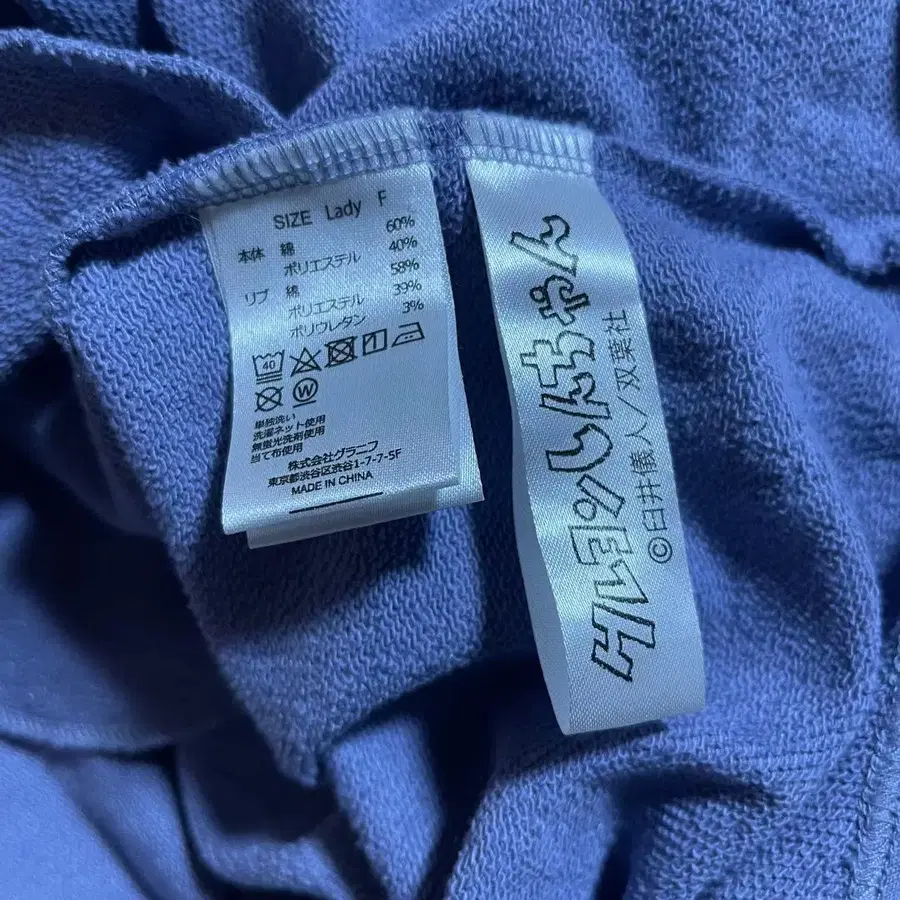 SIZE Lady F
本体 綿 60%
ポリエステル 40%
リブ 綿 58%
ポリエステル 39%
ポリウレタン 3%
40
W
単独洗い
洗濯ネット使用
無蛍光洗剤使用
当て布使用
株式会社グラニフ
東京都渋谷区渋谷1-7-7-5F
MADE IN CHINA
クレヨンしんちゃん
©臼井儀人/双葉社